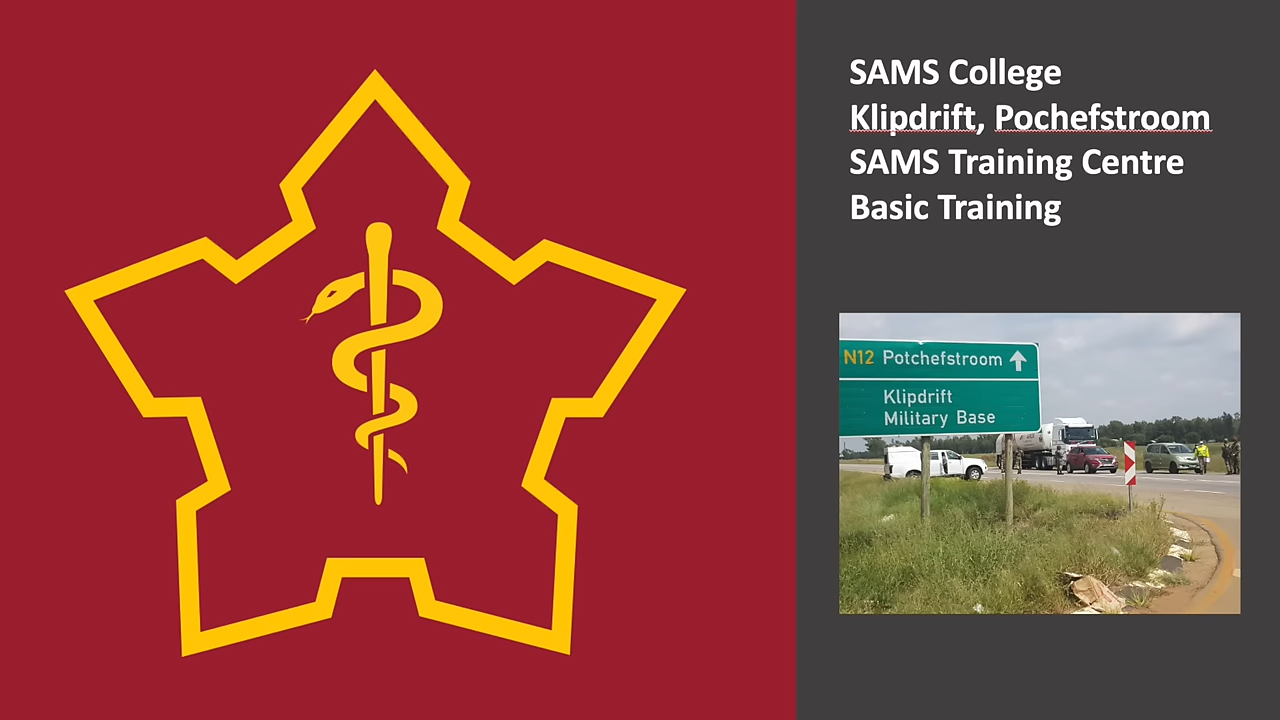 SAMS College
Klipdrift, Pochefstroom
SAMS Training Centre
Basic Training
N12 Potchefstroom
Klipdrift
Military Base